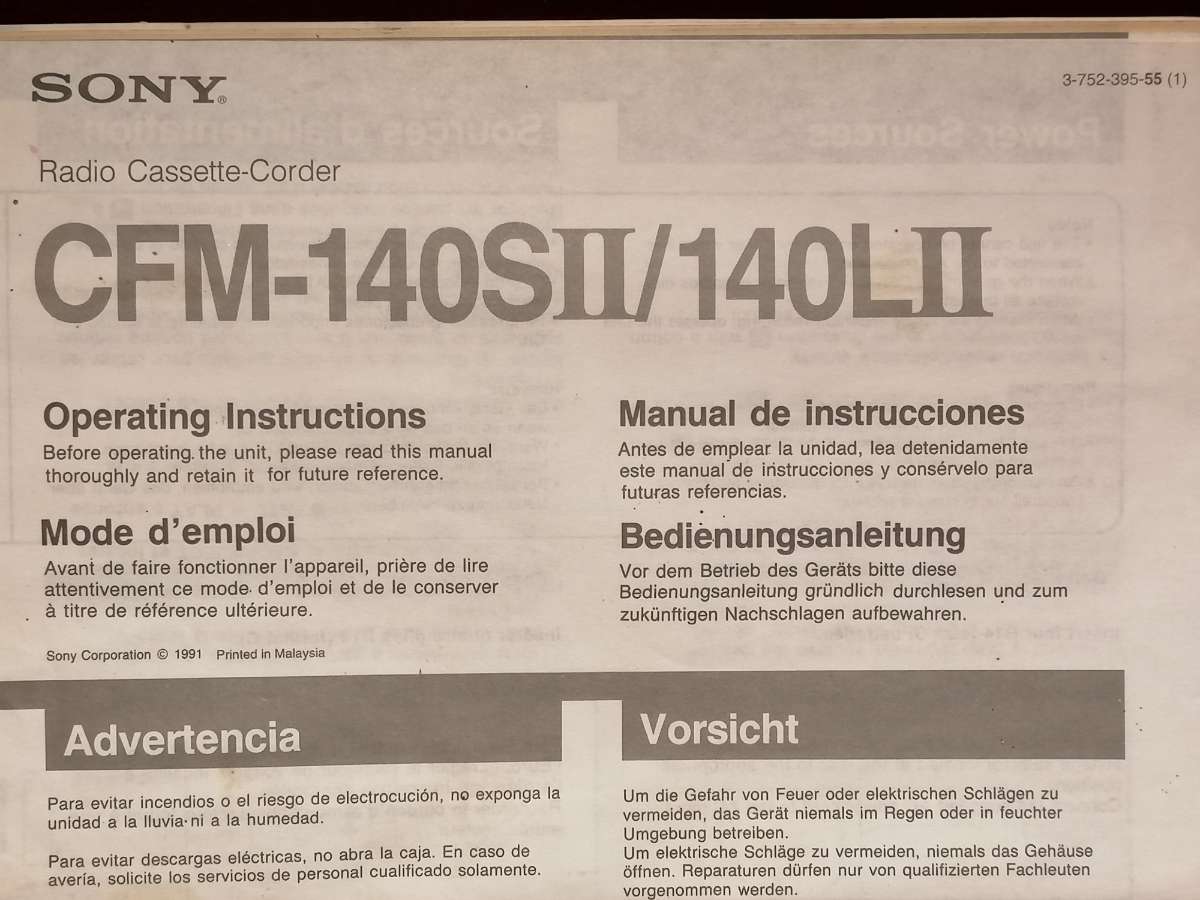 SONY®
3-752-395-55 (1)
Radio Cassette-Corder
CFM-140SII/140LII
Operating Instructions
Before operating the unit, please read this manual
thoroughly and retain it for future reference.
Mode d'emploi
Avant de faire fonctionner l'appareil, prière de lire
attentivement ce mode d'emploi et de le conserver
à titre de référence ultérieure.
Sony Corporation © 1991 Printed in Malaysia
Manual de instrucciones
Antes de emplear la unidad, lea detenidamente
este manual de instrucciones y consérvelo para
futuras referencias.
Bedienungsanleitung
Vor dem Betrieb des Geräts bitte diese
Bedienungsanleitung gründlich durchlesen und zum
zukünftigen Nachschlagen aufbewahren.
Advertencia
Para evitar incendios o el riesgo de electrocución, no exponga la
unidad a la lluvia ni a la humedad.
Para evitar descargas eléctricas, no abra la caja. En caso de
avería, solicite los servicios de personal cualificado solamente.
Vorsicht
Um die Gefahr von Feuer oder elektrischen Schlägen zu
vermeiden, das Gerät niemals im Regen oder in feuchter
Umgebung betreiben.
Um elektrische Schläge zu vermeiden, niemals das Gehäuse
öffnen. Reparaturen dürfen nur von qualifizierten Fachleuten
vorgenommen werden.